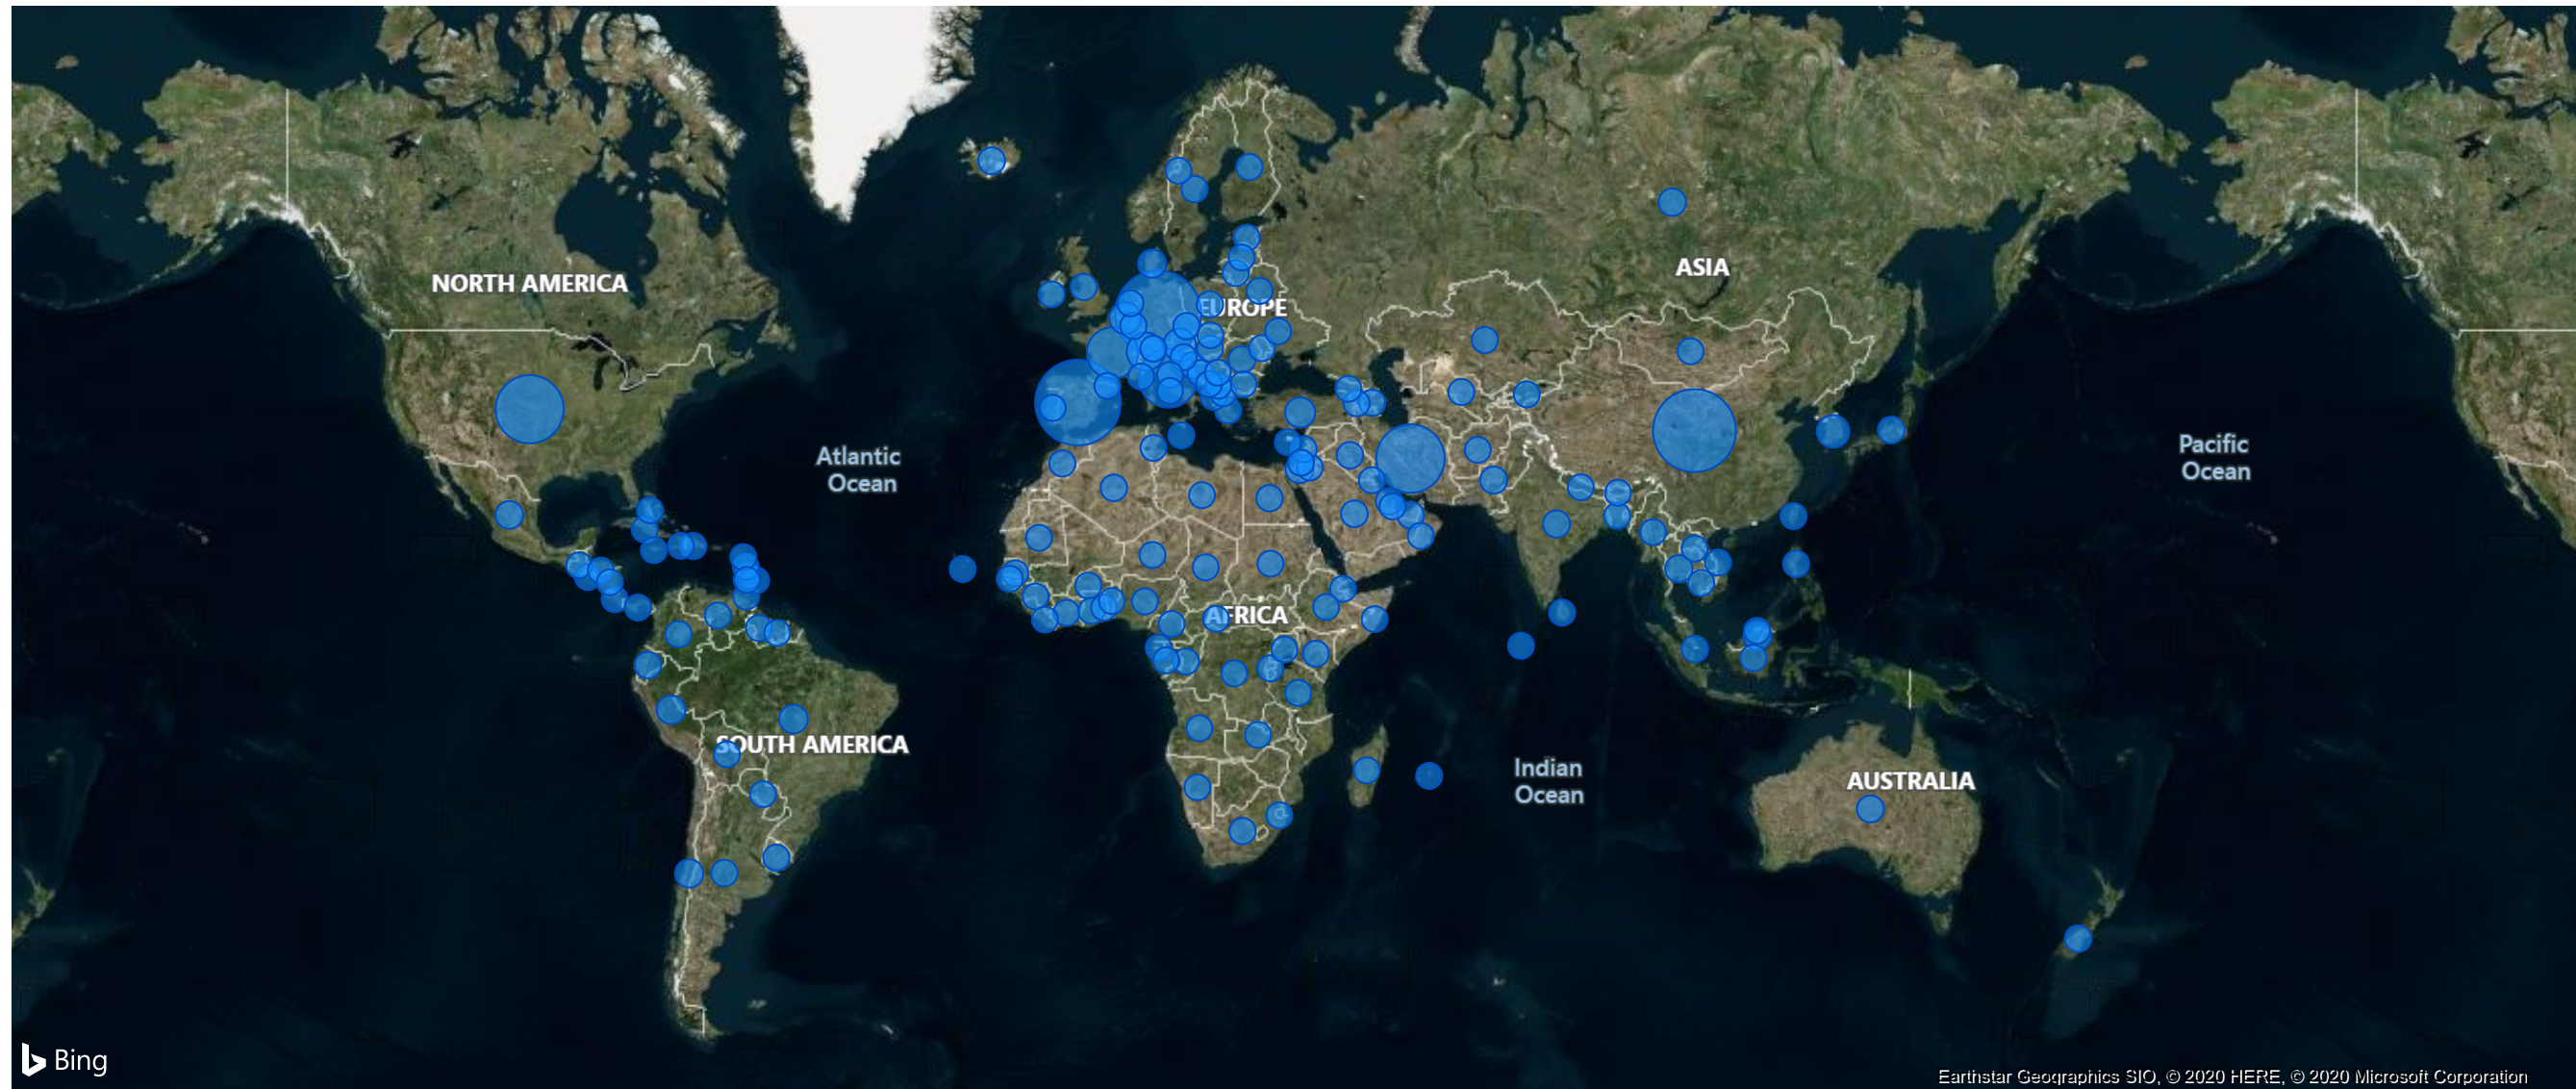 ASIA
NORTH AMERICA
EUROPE
Atlantic
Ocean
Pacific
Ocean
AFRICA
SOUTH AMERICA
Indian
Ocean
AUSTRALIA
Bing
Earthstar Geographics SIO, © 2020 HERE, © 2020 Microsoft Corporation